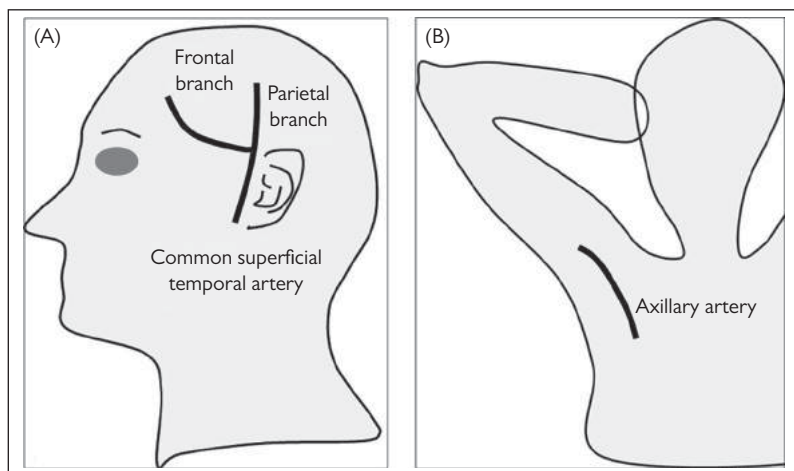 (A)
Frontal
branch
Parietal
branch
Common superficial
temporal artery
(B)
Axillary artery